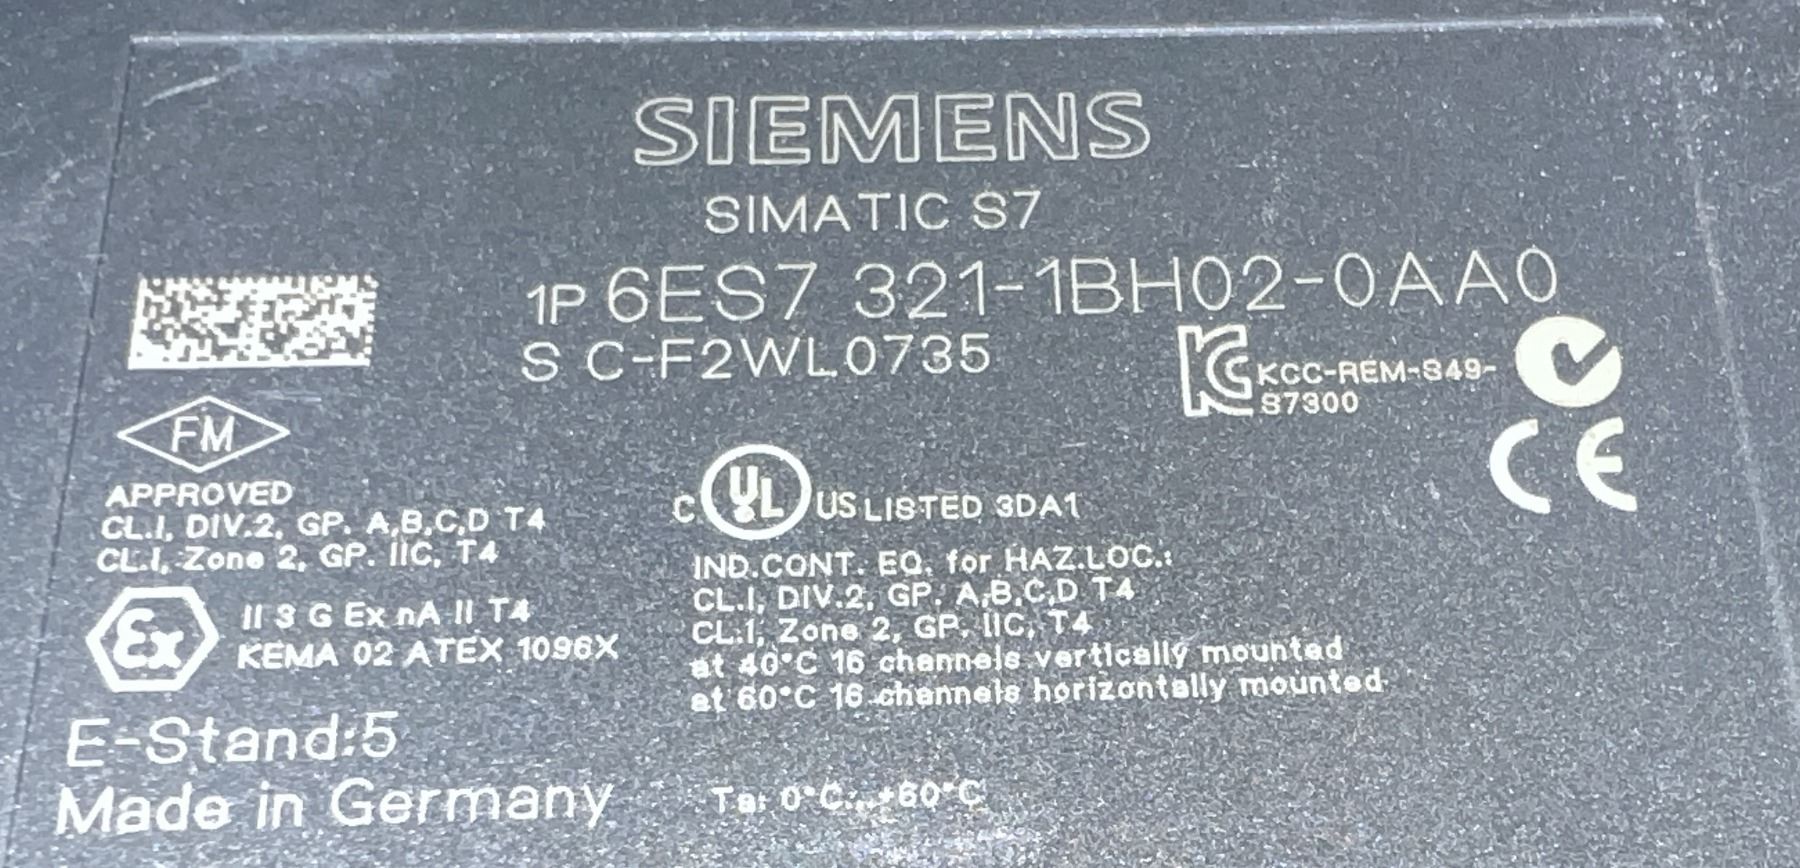 SIEMENS
SIMATIC S7
1P 6ES7 321-1BH02-0AA0
S C-F2WL0735
KCC-REM-S49-
S7300
FM
APPROVED
CL.I, DIV.2, GP. A,B,C,D T4
CL.I, Zone 2, GP. IIC, T4
Ex
II 3 G Ex nA II T4
KEMA 02 ATEX 1096X
C UL US LISTED 3DA1
IND.CONT. EQ. for HAZ.LOC.:
CL.I, DIV.2, GP. A,B,C,D T4
CL.1, Zone 2, GP. IIC, T4
at 40°C 16 channels vertically mounted
at 60°C 16 channels horizontally mounted
CE
E-Stand:5
Made in Germany
Ta: 0°C...+60°C